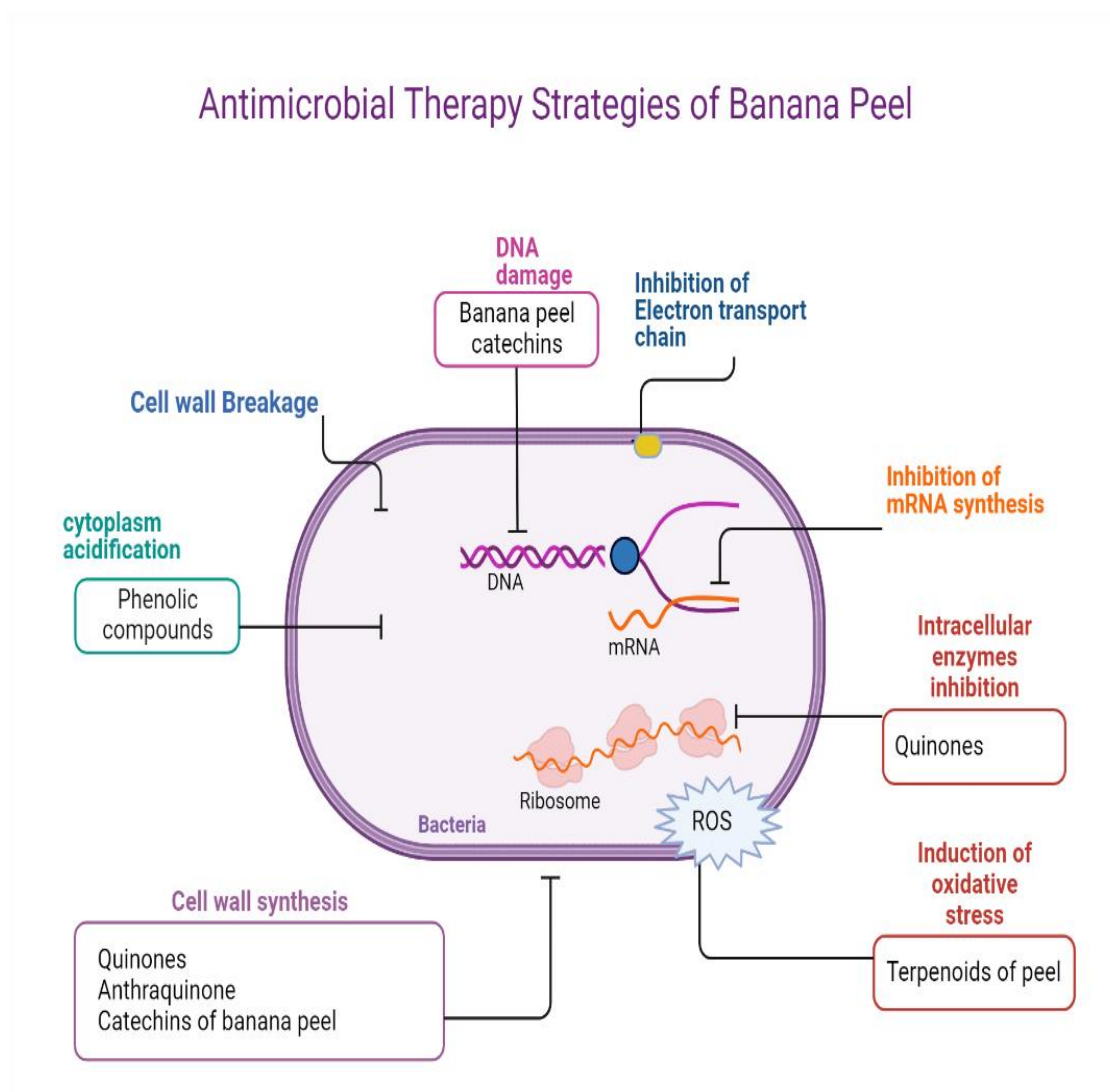 Antimicrobial Therapy Strategies of Banana Peel
DNA
damage
Banana peel
catechins
Inhibition of
Electron transport
chain
Cell wall Breakage
Inhibition of
mRNA synthesis
cytoplasm
acidification
Phenolic
compounds
DNA
mRNA
Intracellular
enzymes
inhibition
Quinones
Ribosome
ROS
Bacteria
Induction of
oxidative
stress
Terpenoids of peel
Cell wall synthesis
Quinones
Anthraquinone
Catechins of banana peel